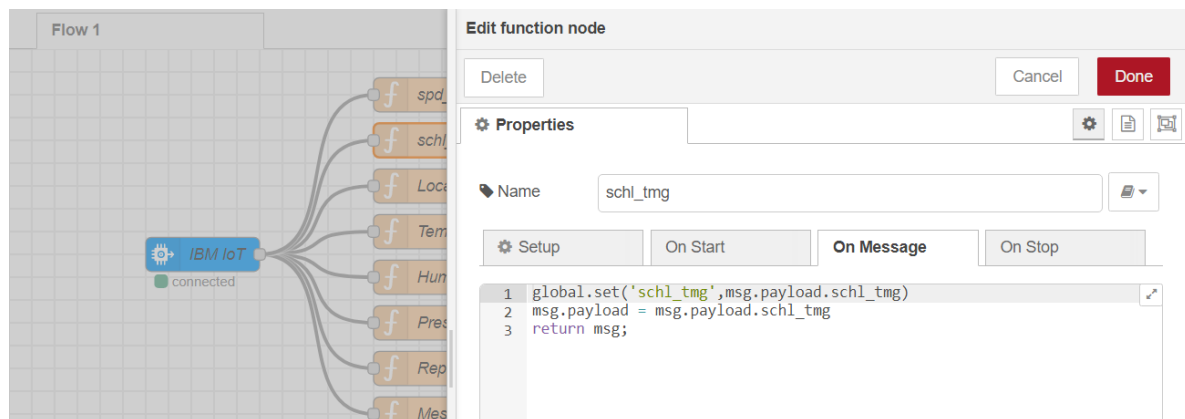 Flow 1
Edit function node
Delete
Cancel
Done
Properties
Name
schl_tmg
Setup
On Start
On Message
On Stop
1 global.set('schl_tmg',msg.payload.schl_tmg)
2 msg.payload = msg.payload.schl_tmg
3 return msg;
IBM IoT
connected
spd_
schl_
Loca
Tem
Hum
Pres
Rep
Mes